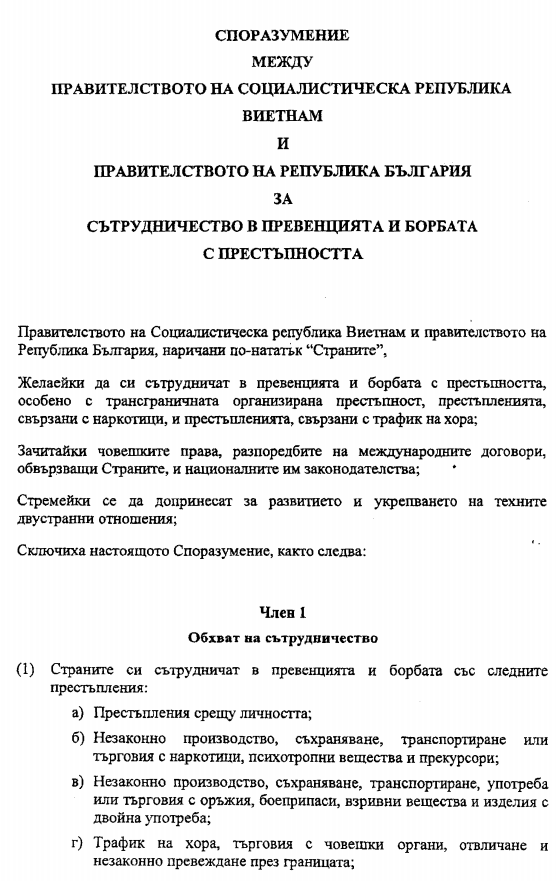 СПОРАЗУМЕНИЕ
МЕЖДУ
ПРАВИТЕЛСТВОТО НА СОЦИАЛИСТИЧЕСКА РЕПУБЛИКА
ВИЕТНАМ
И
ПРАВИТЕЛСТВОТО НА РЕПУБЛИКА БЪЛГАРИЯ
ЗА
СЪТРУДНИЧЕСТВО В ПРЕВЕНЦИЯТА И БОРБАТА
С ПРЕСТЪПНОСТТА
Правителството на Социалистическа република Виетнам и правителството на
Република България, наричани по-нататък “Страните”,
Желаейки да си сътрудничат в превенцията и борбата с престъпността,
особено с трансграничната организирана престъпност, престъпленията,
свързани с наркотици, и престъпленията, свързани с трафик на хора;
Зачитайки човешките права, разпоредбите на международните договори,
обвързващи Страните, и националните им законодателства;
Стремейки се да допринесат за развитието и укрепването на техните
двустранни отношения;
Сключиха настоящото Споразумение, както следва:
Член 1
Обхват на сътрудничество
(1) Страните си сътрудничат в превенцията и борбата със следните
престъпления:
а) Престъпления срещу личността;
б) Незаконно производство, съхраняване, транспортиране или
търговия с наркотици, психотропни вещества и прекурсори;
в) Незаконно производство, съхраняване, транспортиране, употреба
или търговия с оръжия, боеприпаси, взривни вещества и изделия с
двойна употреба;
г) Трафик на хора, търговия с човешки органи, отвличане и
незаконно превеждане през границата;